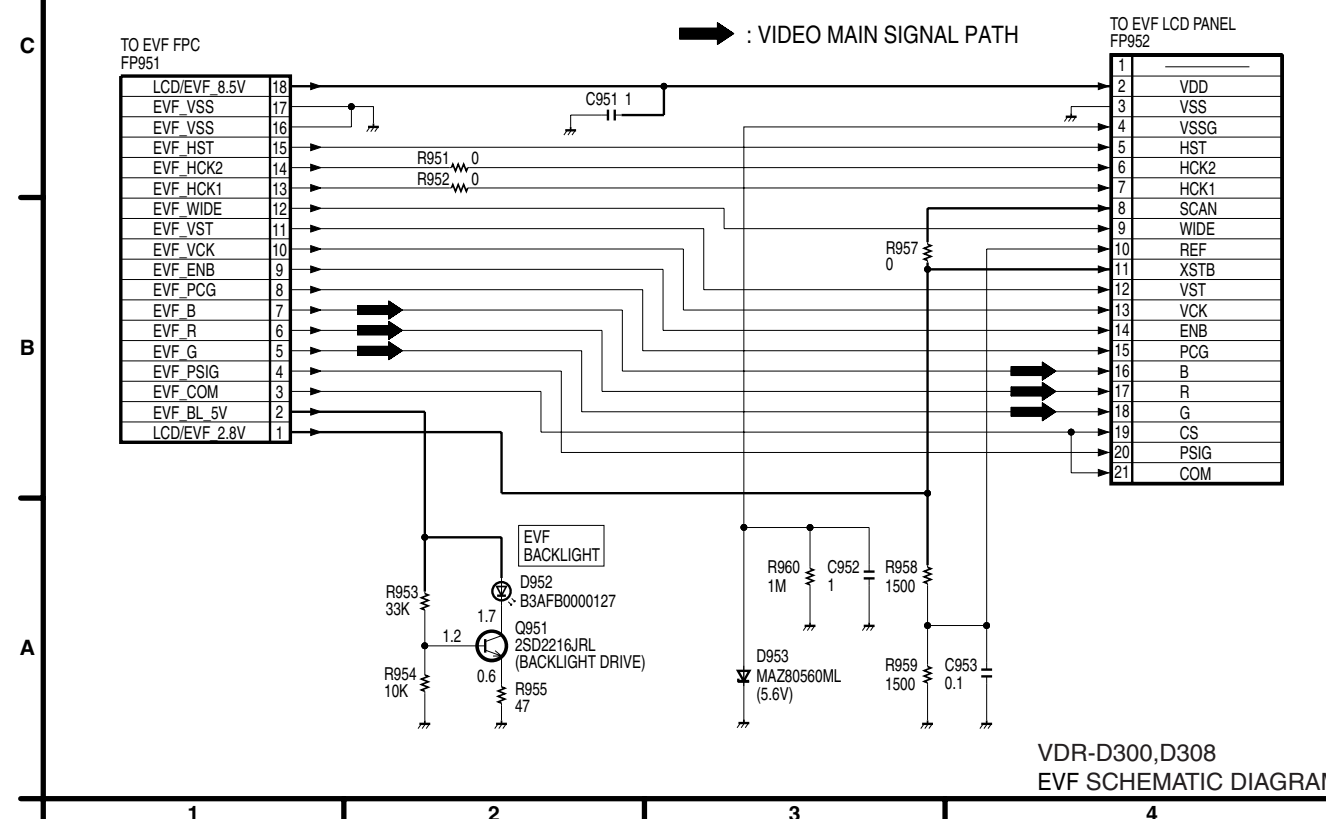 C
: VIDEO MAIN SIGNAL PATH
TO EVF FPC
FP951
LCD/EVF_8.5V 18
EVF_VSS 17
EVF_VSS 16
EVF_HST 15
EVF_HCK2 14
EVF_HCK1 13
EVF_WIDE 12
EVF_VST 11
EVF_VCK 10
EVF_ENB 9
EVF_PCG 8
EVF_B 7
EVF_R 6
EVF_G 5
EVF_PSIG 4
EVF_COM 3
EVF_BL_5V 2
LCD/EVF_2.8V 1
C951 1
R951 0
R952 0
R957
0
TO EVF LCD PANEL
FP952
1
2 VDD
3 VSS
4 VSSG
5 HST
6 HCK2
7 HCK1
8 SCAN
9 WIDE
10 REF
11 XSTB
12 VST
13 VCK
14 ENB
15 PCG
16 B
17 R
18 G
19 CS
20 PSIG
21 COM
B
EVF
BACKLIGHT
D952
B3AFB0000127
R953
33K
1.7
1.2
Q951
2SD2216JRL
(BACKLIGHT DRIVE)
0.6
R954
10K
R955
47
R960
1M
C952
1
R958
1500
D953
MAZ80560ML
(5.6V)
R959
1500
C953
0.1
A
VDR-D300,D308
EVF SCHEMATIC DIAGRAM
1
2
3
4